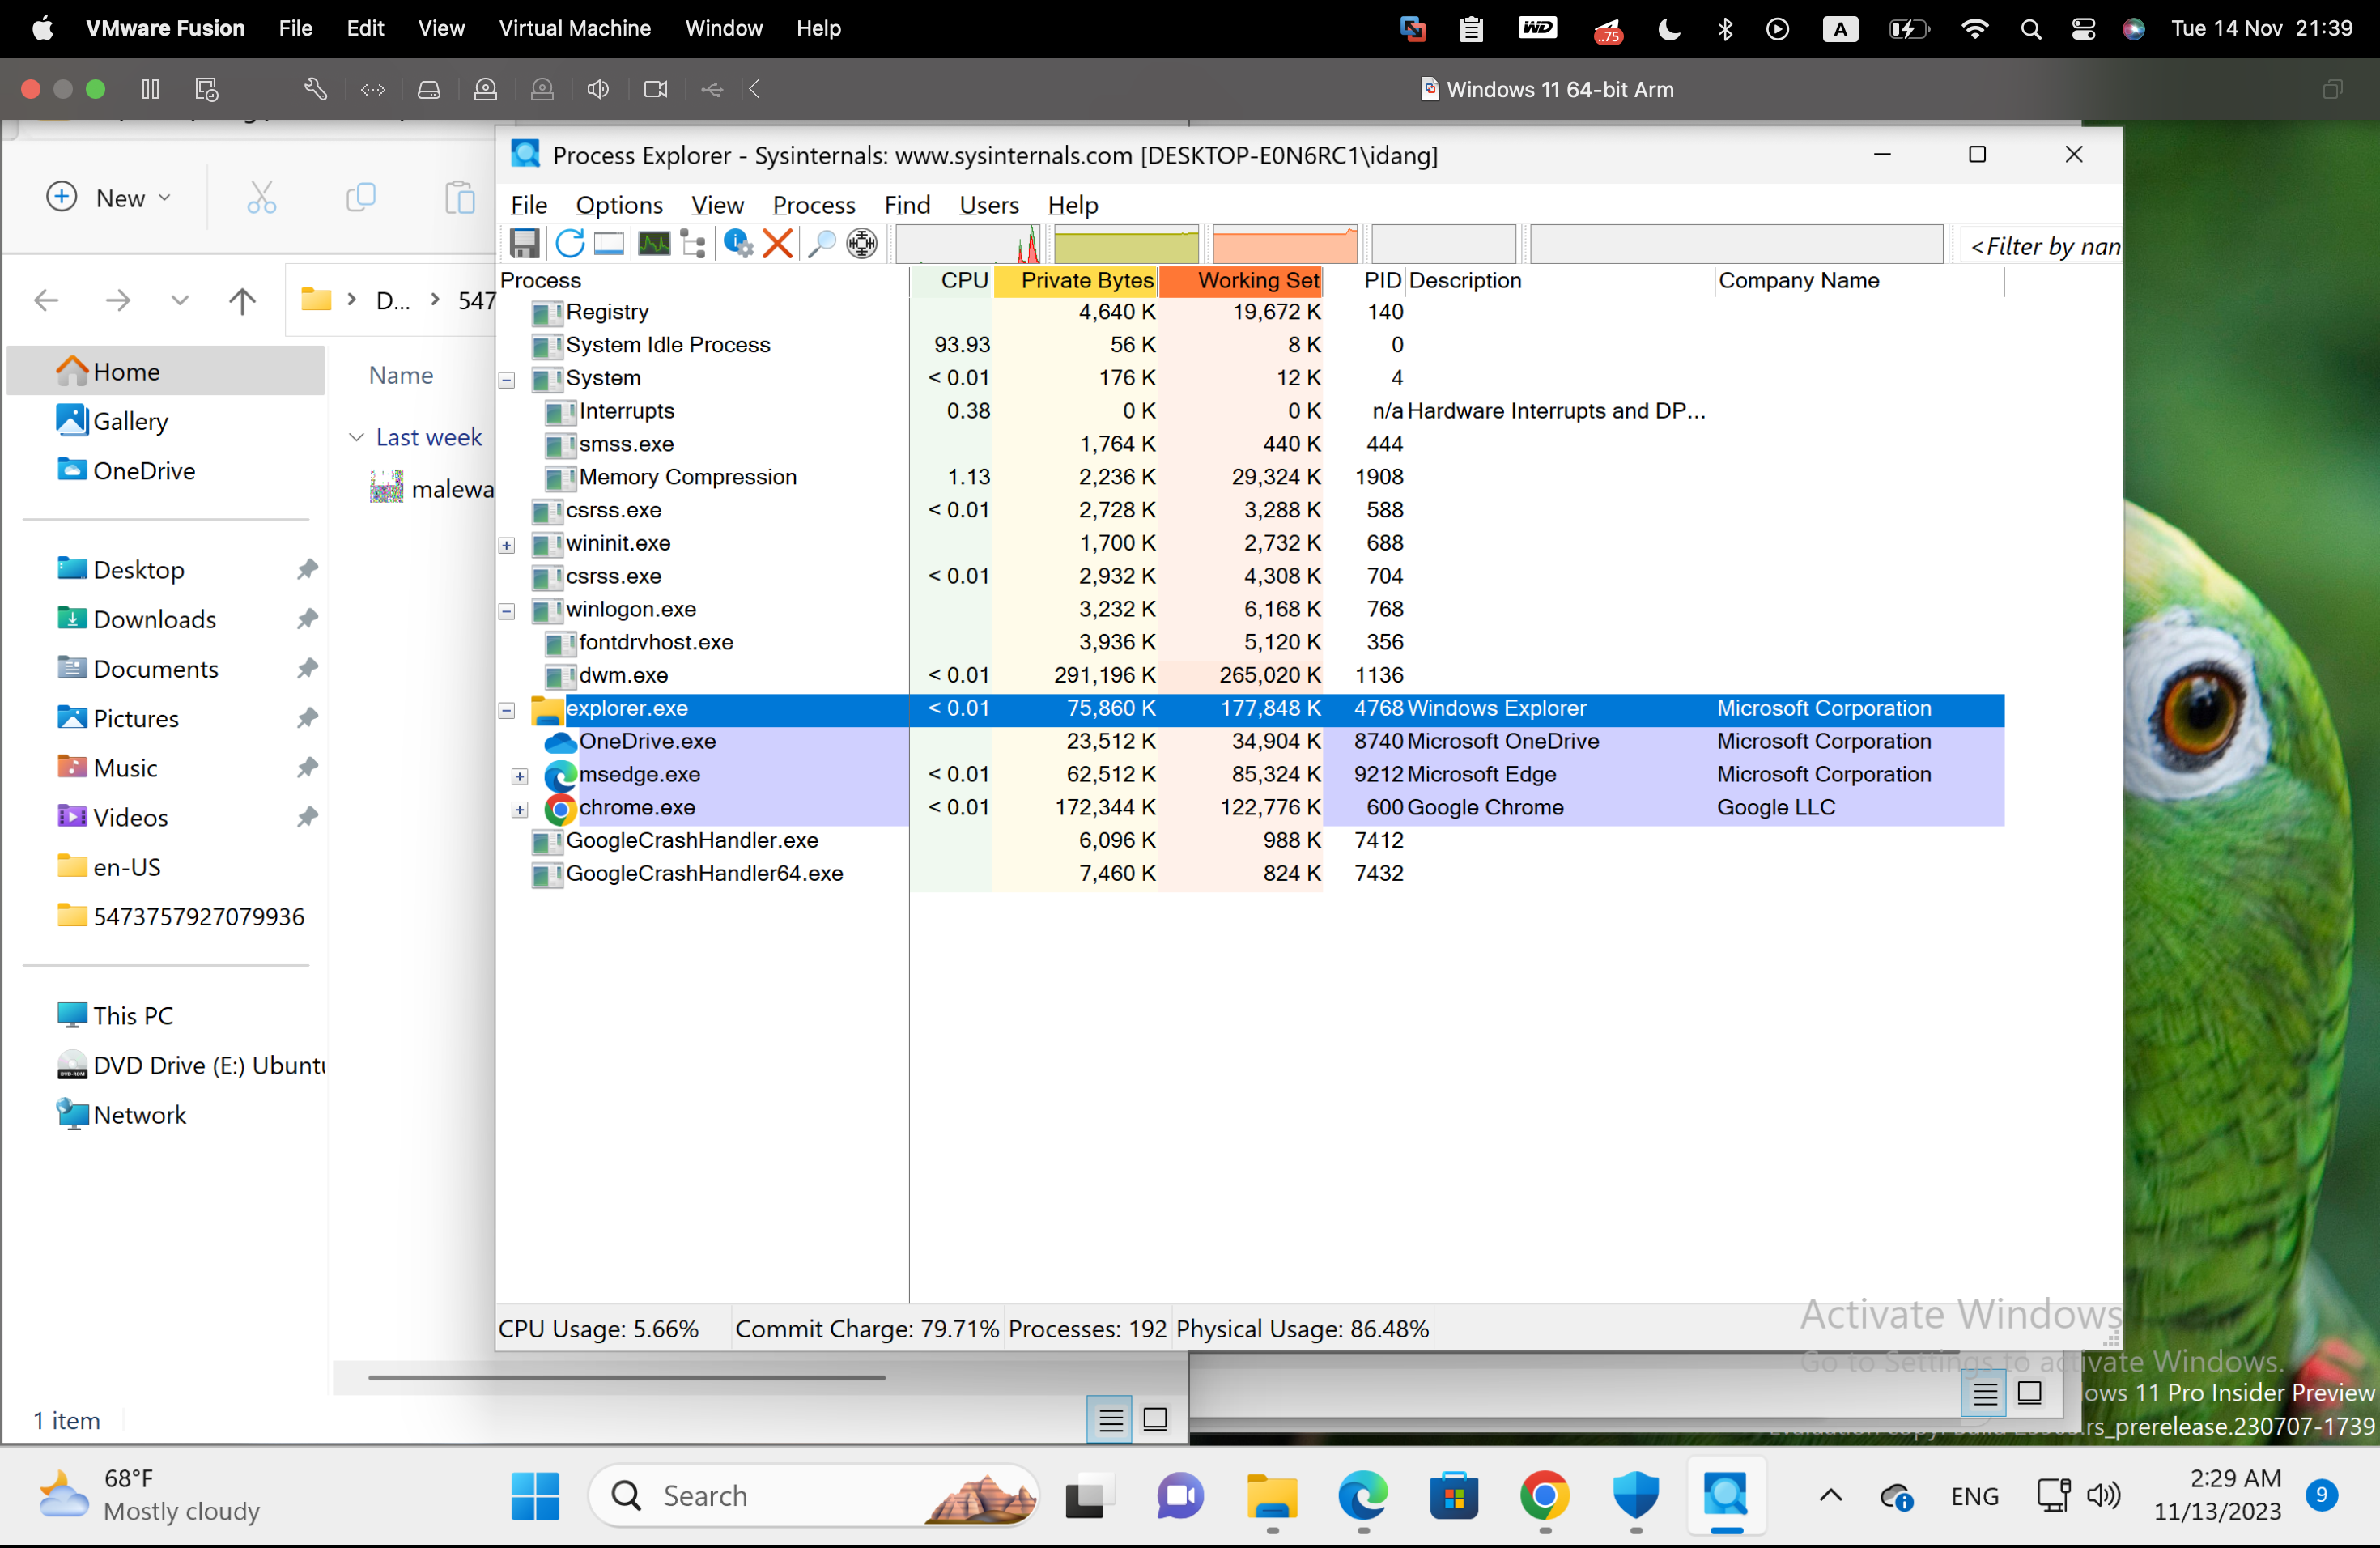 VMware Fusion File Edit View Virtual Machine Window Help WD ..75 A Tue 14 Nov 21:39
Windows 11 64-bit Arm
Process Explorer - Sysinternals: www.sysinternals.com [DESKTOP-E0N6RC1\idang]
New
File Options View Process Find Users Help
<Filter by nan
D... 547
Process CPU Private Bytes Working Set PID Description Company Name
Registry 4,640 K 19,672 K 140
System Idle Process 93.93 56 K 8 K 0
System < 0.01 176 K 12 K 4
Interrupts 0.38 0 K 0 K n/a Hardware Interrupts and DP...
smss.exe 1,764 K 440 K 444
Memory Compression 1.13 2,236 K 29,324 K 1908
csrss.exe < 0.01 2,728 K 3,288 K 588
wininit.exe 1,700 K 2,732 K 688
csrss.exe < 0.01 2,932 K 4,308 K 704
winlogon.exe 3,232 K 6,168 K 768
fontdrvhost.exe 3,936 K 5,120 K 356
dwm.exe < 0.01 291,196 K 265,020 K 1136
explorer.exe < 0.01 75,860 K 177,848 K 4768 Windows Explorer Microsoft Corporation
OneDrive.exe 23,512 K 34,904 K 8740 Microsoft OneDrive Microsoft Corporation
msedge.exe < 0.01 62,512 K 85,324 K 9212 Microsoft Edge Microsoft Corporation
chrome.exe < 0.01 172,344 K 122,776 K 600 Google Chrome Google LLC
GoogleCrashHandler.exe 6,096 K 988 K 7412
GoogleCrashHandler64.exe 7,460 K 824 K 7432
CPU Usage: 5.66% Commit Charge: 79.71% Processes: 192 Physical Usage: 86.48%
Home
Gallery
OneDrive
Desktop
Downloads
Documents
Pictures
Music
Videos
en-US
5473757927079936
This PC
DVD Drive (E:) Ubuntu
Network
Name
Last week
malewa
1 item
Activate Windows
Go to Settings to activate Windows.
ows 11 Pro Insider Preview
.rs_prerelease.230707-1739
68°F
Mostly cloudy
Search
ENG
2:29 AM
11/13/2023
9